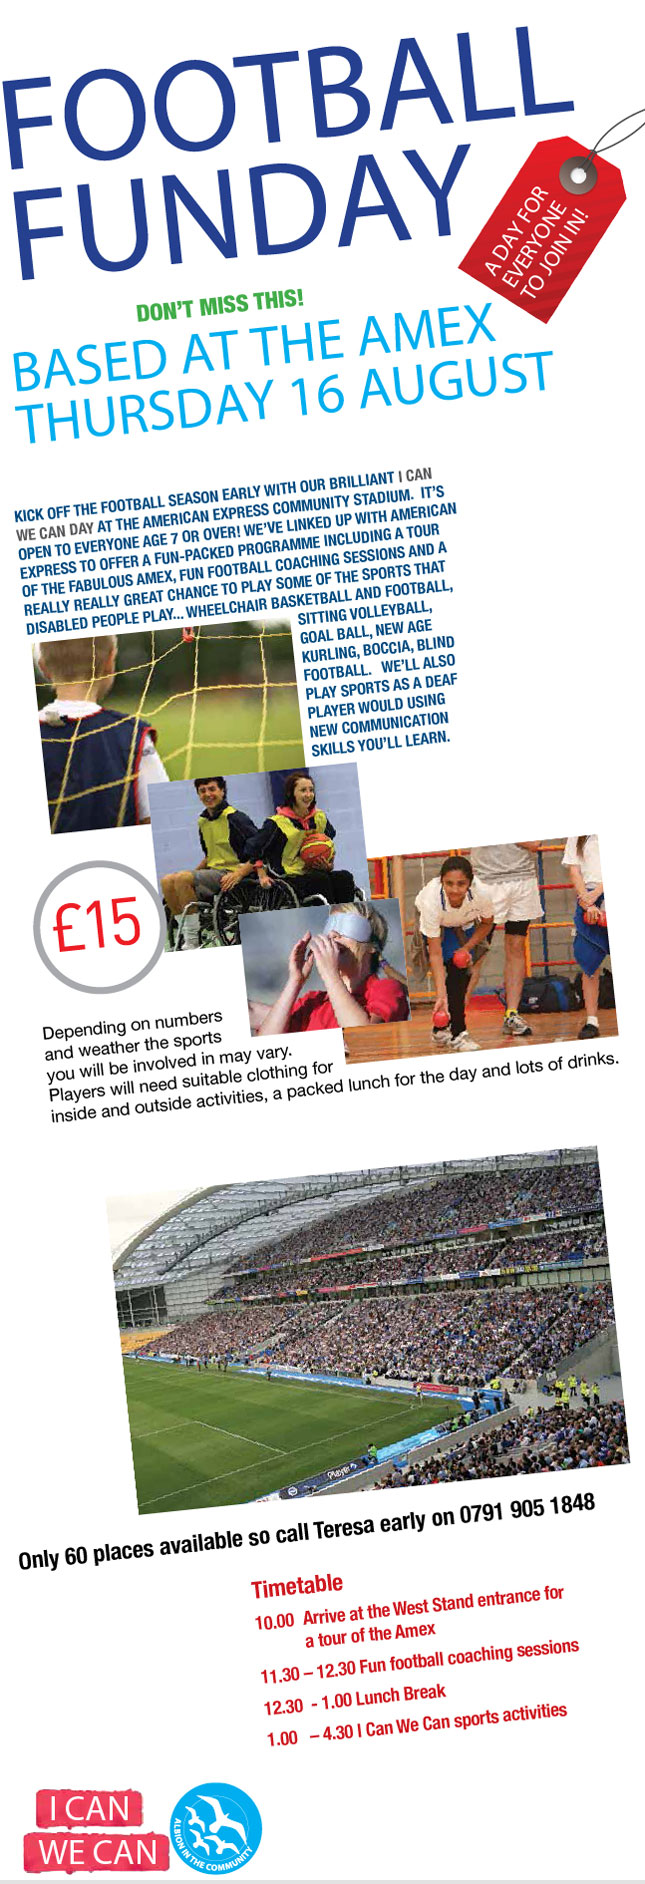 FOOTBALL
FUNDAY
A DAY FOR
EVERYONE
TO JOIN IN!
DON'T MISS THIS!
BASED AT THE AMEX
THURSDAY 16 AUGUST
KICK OFF THE FOOTBALL SEASON EARLY WITH OUR BRILLIANT I CAN
WE CAN DAY AT THE AMERICAN EXPRESS COMMUNITY STADIUM. IT'S
OPEN TO EVERYONE AGE 7 OR OVER! WE'VE LINKED UP WITH AMERICAN
EXPRESS TO OFFER A FUN-PACKED PROGRAMME INCLUDING A TOUR
OF THE FABULOUS AMEX, FUN FOOTBALL COACHING SESSIONS AND A
REALLY REALLY GREAT CHANCE TO PLAY SOME OF THE SPORTS THAT
DISABLED PEOPLE PLAY... WHEELCHAIR BASKETBALL AND FOOTBALL,
SITTING VOLLEYBALL,
GOAL BALL, NEW AGE
KURLING, BOCCIA, BLIND
FOOTBALL. WE'LL ALSO
PLAY SPORTS AS A DEAF
PLAYER WOULD USING
NEW COMMUNICATION
SKILLS YOU'LL LEARN.
£15
Depending on numbers
and weather the sports
you will be involved in may vary.
Players will need suitable clothing for
inside and outside activities, a packed lunch for the day and lots of drinks.
Player
Only 60 places available so call Teresa early on 0791 905 1848
Timetable
10.00 Arrive at the West Stand entrance for
a tour of the Amex
11.30 – 12.30 Fun football coaching sessions
12.30 - 1.00 Lunch Break
1.00 – 4.30 I Can We Can sports activities
I CAN
WE CAN
ALBION IN THE COMMUNITY